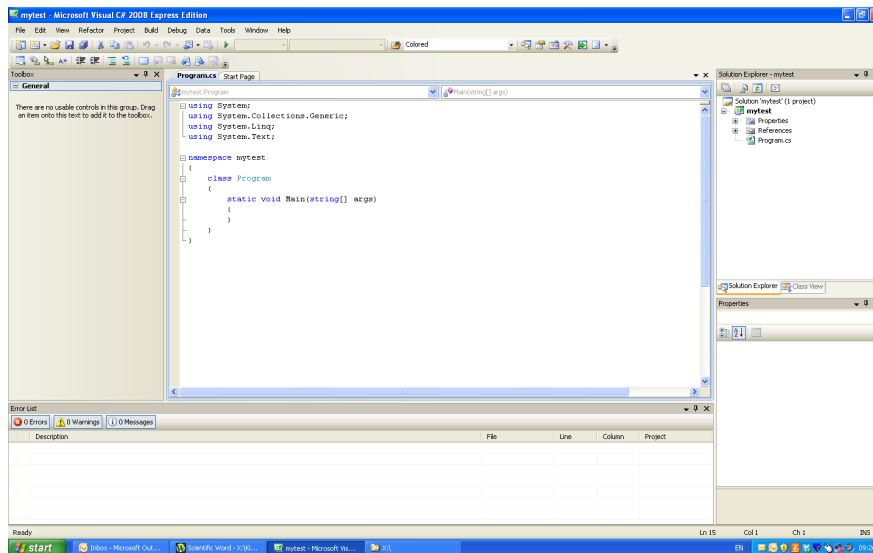 mytest - Microsoft Visual C# 2008 Express Edition
File Edit View Refactor Project Build Debug Data Tools Window Help
Colored
Toolbox
General
There are no usable controls in this group. Drag
an item onto this text to add it to the toolbox.
Program.cs Start Page
mytest.Program
Main(string[] args)
using System;
using System.Collections.Generic;
using System.Linq;
using System.Text;
namespace mytest
{
class Program
{
static void Main(string[] args)
{
}
}
}
Solution Explorer - mytest
Solution 'mytest' (1 project)
mytest
Properties
References
Program.cs
Solution Explorer Class View
Properties
Error List
0 Errors 0 Warnings 0 Messages
Description File Line Column Project
Ready Ln 15 Col 1 Ch 1 INS
start Inbox - Microsoft Out... Scientific Word - X:\Ki... mytest - Microsoft Vis... X:\ EN